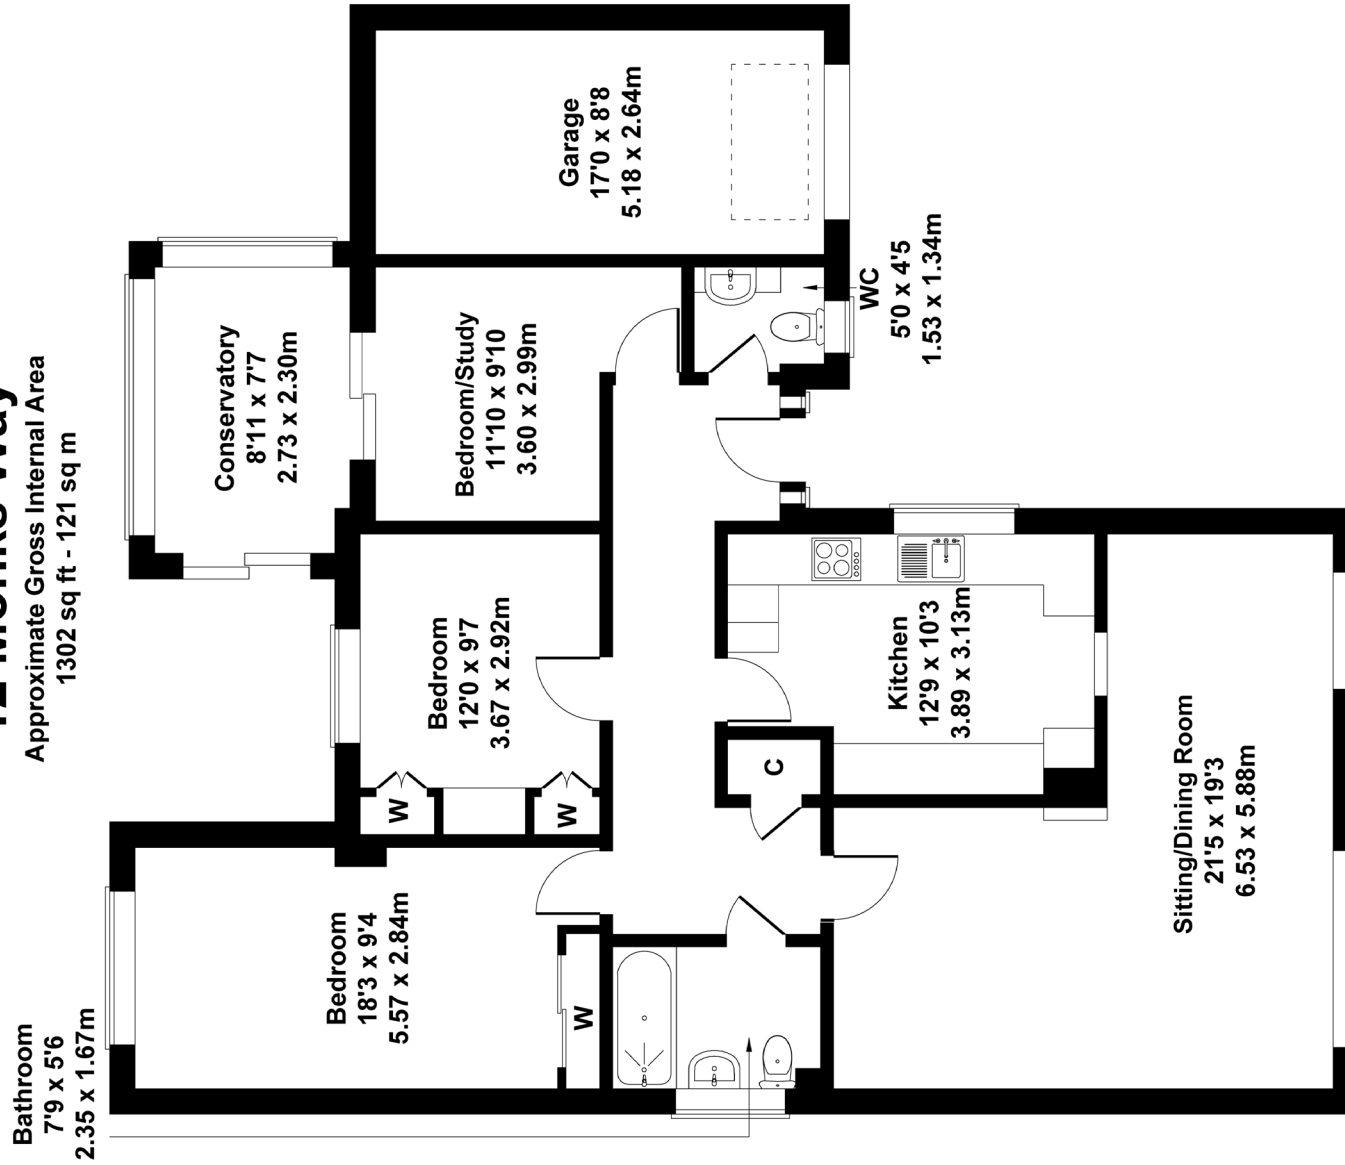 Monks Way
Approximate Gross Internal Area
1302 sq ft - 121 sq m
Bathroom
7'9 x 5'6
2.35 x 1.67m
Conservatory
8'11 x 7'7
2.73 x 2.30m
Bedroom
18'3 x 9'4
5.57 x 2.84m
W
Bedroom
12'0 x 9'7
3.67 x 2.92m
W
W
Bedroom/Study
11'10 x 9'10
3.60 x 2.99m
Garage
17'0 x 8'8
5.18 x 2.64m
C
WC
5'0 x 4'5
1.53 x 1.34m
Kitchen
12'9 x 10'3
3.89 x 3.13m
Sitting/Dining Room
21'5 x 19'3
6.53 x 5.88m